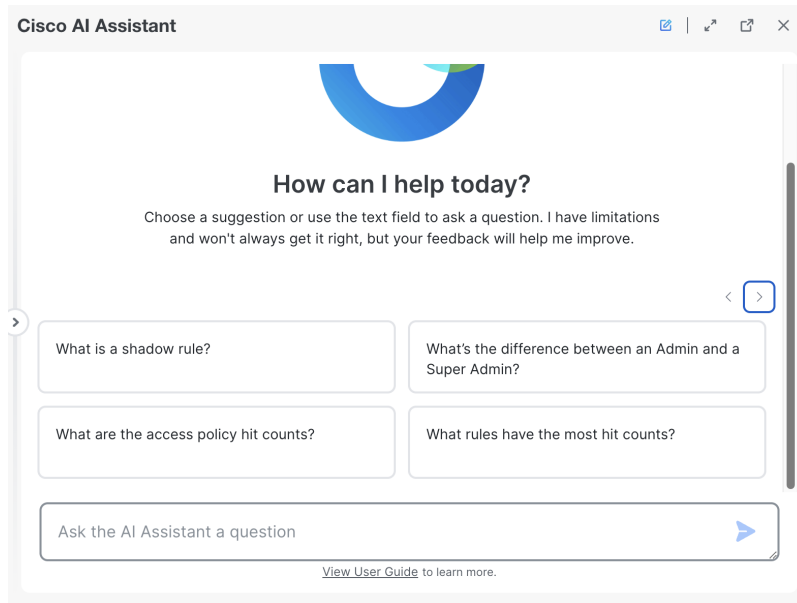 Cisco AI Assistant
How can I help today?
Choose a suggestion or use the text field to ask a question. I have limitations
and won't always get it right, but your feedback will help me improve.
What is a shadow rule?
What’s the difference between an Admin and a
Super Admin?
What are the access policy hit counts?
What rules have the most hit counts?
Ask the AI Assistant a question
View User Guide to learn more.